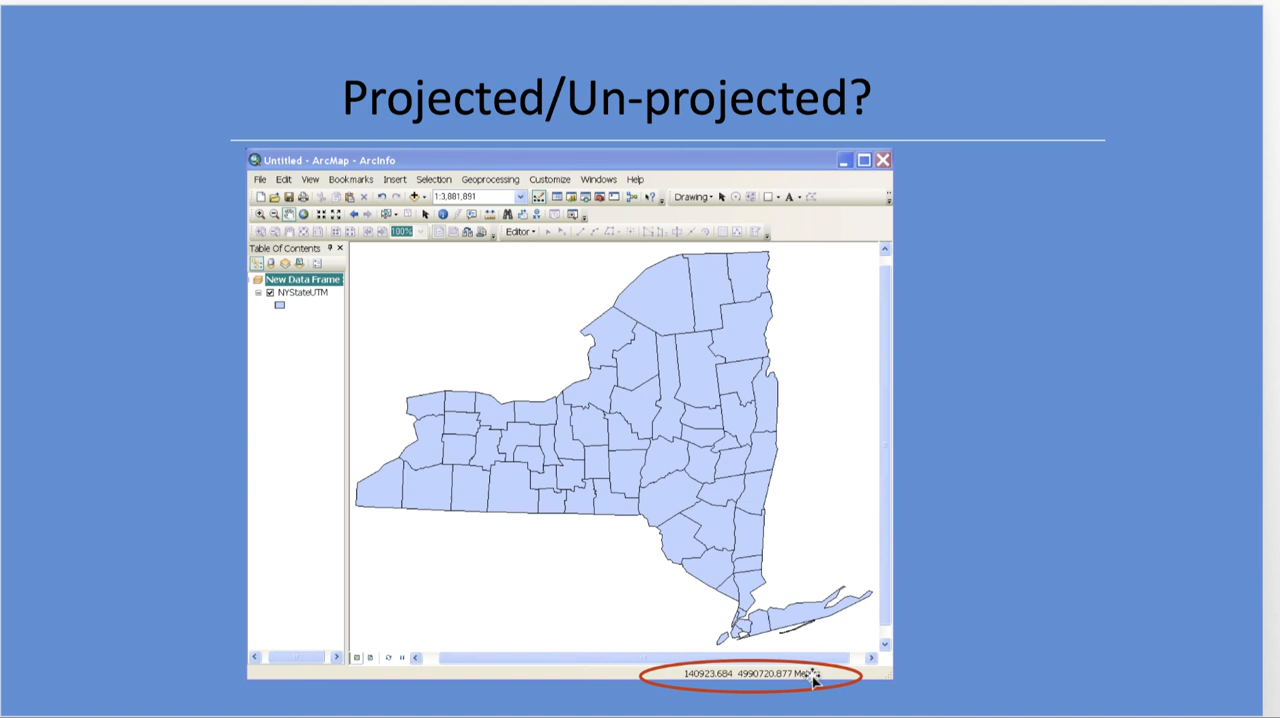 Projected/Un-projected?
Untitled - ArcMap - ArcInfo
File Edit View Bookmarks Insert Selection Geoprocessing Customize Windows Help
1:3,881,891 Drawing
100% Editor
Table Of Contents
New Data Frame
NYStateUTM
140923.684 4990720.877